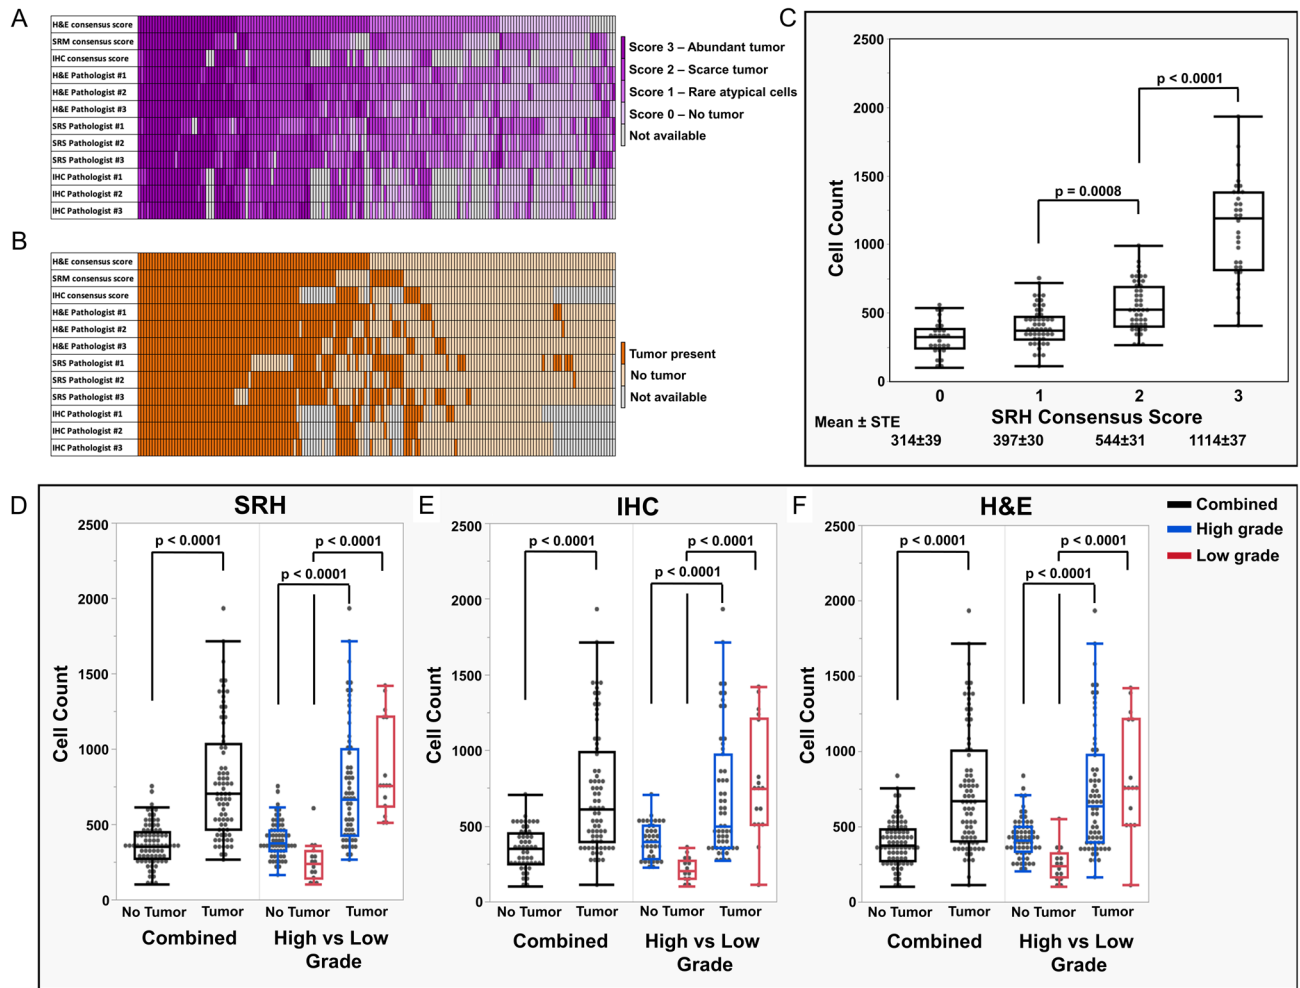 A
H&E consensus score
SRM consensus score
IHC consensus score
H&E Pathologist #1
H&E Pathologist #2
H&E Pathologist #3
SRS Pathologist #1
SRS Pathologist #2
SRS Pathologist #3
IHC Pathologist #1
IHC Pathologist #2
IHC Pathologist #3
Score 3 – Abundant tumor
Score 2 – Scarce tumor
Score 1 – Rare atypical cells
Score 0 – No tumor
Not available
B
H&E consensus score
SRM consensus score
IHC consensus score
H&E Pathologist #1
H&E Pathologist #2
H&E Pathologist #3
SRS Pathologist #1
SRS Pathologist #2
SRS Pathologist #3
IHC Pathologist #1
IHC Pathologist #2
IHC Pathologist #3
Tumor present
No tumor
Not available
C
2500
2000
1500
1000
500
0
Cell Count
p < 0.0001
p = 0.0008
0 1 2 3
SRH Consensus Score
Mean ± STE
314±39 397±30 544±31 1114±37
D
SRH
2500
2000
1500
1000
500
0
Cell Count
p < 0.0001
p < 0.0001
p < 0.0001
No Tumor Tumor No Tumor Tumor
Combined
High vs Low
Grade
E
IHC
2500
2000
1500
1000
500
0
Cell Count
p < 0.0001
p < 0.0001
p < 0.0001
No Tumor Tumor No Tumor Tumor
Combined
High vs Low
Grade
F
H&E
2500
2000
1500
1000
500
0
Cell Count
p < 0.0001
p < 0.0001
p < 0.0001
No Tumor Tumor No Tumor Tumor
Combined
High vs Low
Grade
Combined
High grade
Low grade